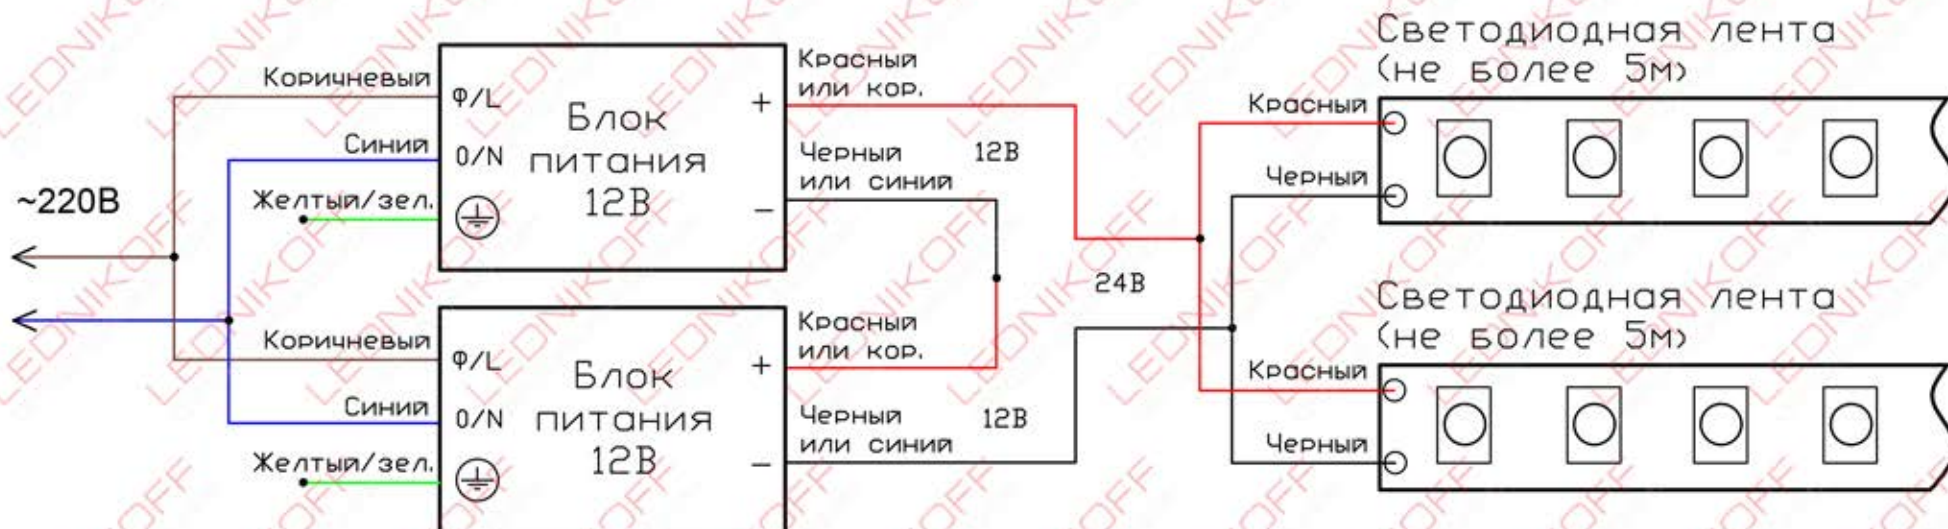 Светодиодная лента
(не более 5м)
Коричневый
Ф/L
Синий
0/N
Желтый/зел.
Блок
питания
12В
+
–
Красный
или кор.
Черный
или синий
12В
Красный
Черный
~220В
24В
Светодиодная лента
(не более 5м)
Коричневый
Ф/L
Синий
0/N
Желтый/зел.
Блок
питания
12В
+
–
Красный
или кор.
Черный
или синий
12В
Красный
Черный
LEDNIKOFF